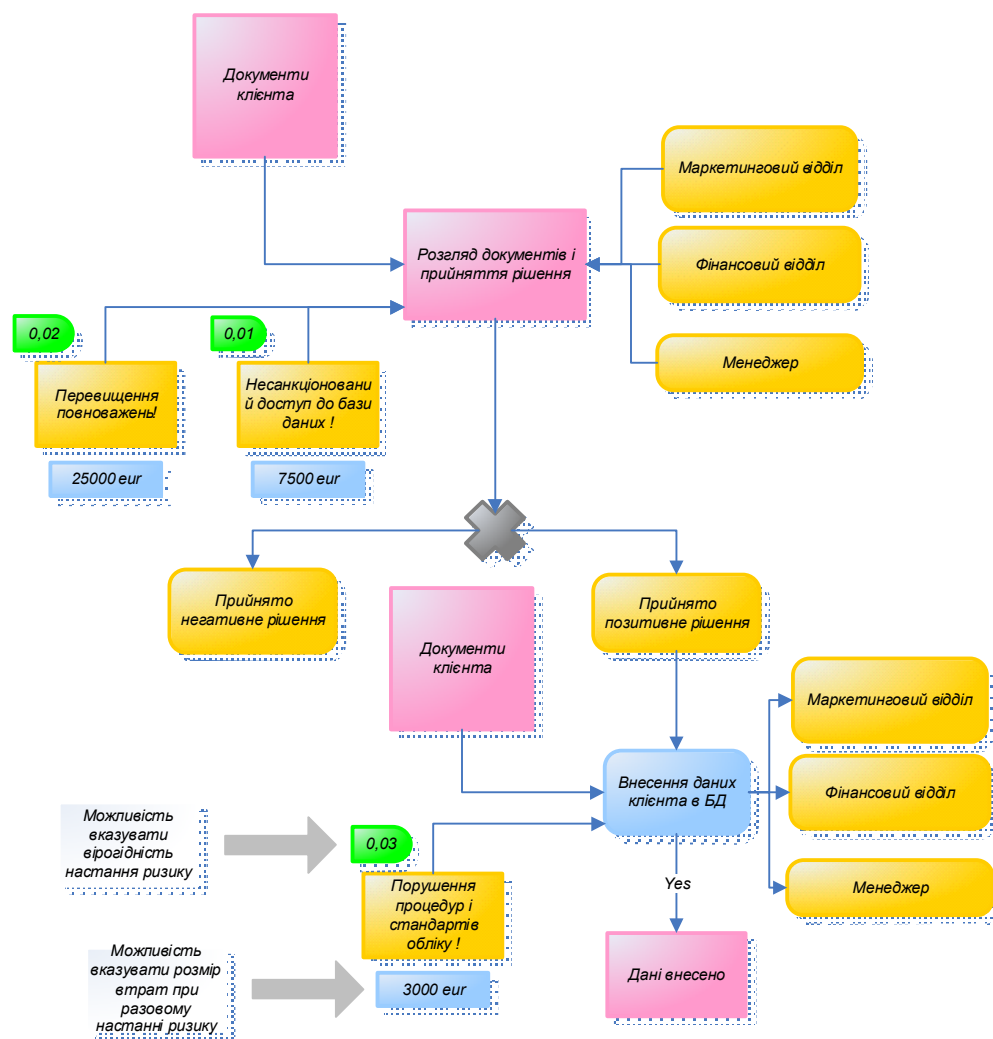 Документи
клієнта
Маркетинговий відділ
Розгляд документів і
прийняття рішення
Фінансовий відділ
Менеджер
0,02
0,01
Перевищення
повноважень!
Несанкціоновани
й доступ до бази
даних !
25000 eur
7500 eur
Прийнято
негативне рішення
Прийнято
позитивне рішення
Документи
клієнта
Маркетинговий відділ
Внесення даних
клієнта в БД
Фінансовий відділ
Менеджер
Можливість
вказувати
вірогідність
настання ризику
0,03
Порушення
процедур і
стандартів
обліку !
Yes
Можливість
вказувати розмір
втрат при
разовому
настанні ризику
3000 eur
Дані внесено